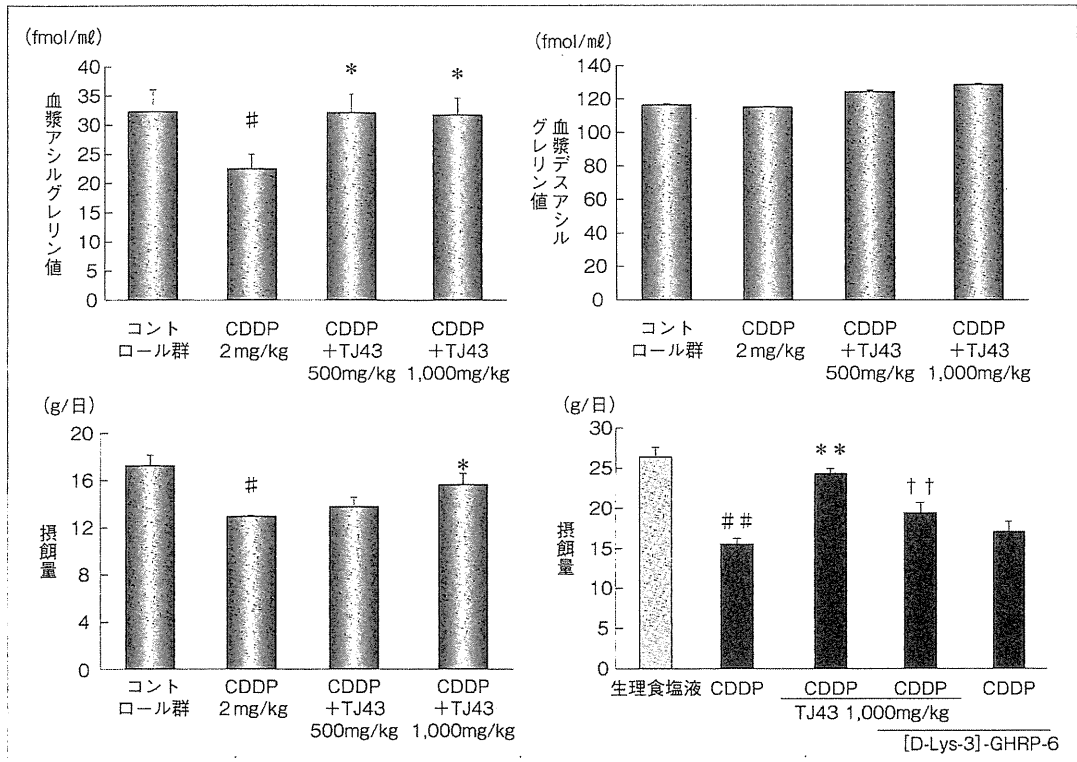 (fmol/mℓ)
血漿アシルグレリン値
40
35
30
25
20
15
10
5
0
#
*
*
コント
ロール群
CDDP
2mg/kg
CDDP
+TJ43
500mg/kg
CDDP
+TJ43
1,000mg/kg
(fmol/mℓ)
血漿デスアシル
グレリン値
140
120
100
80
60
40
20
0
コント
ロール群
CDDP
2mg/kg
CDDP
+TJ43
500mg/kg
CDDP
+TJ43
1,000mg/kg
(g/日)
摂餌量
20
16
12
8
4
0
#
*
コント
ロール群
CDDP
2mg/kg
CDDP
+TJ43
500mg/kg
CDDP
+TJ43
1,000mg/kg
(g/日)
摂餌量
30
25
20
15
10
5
0
##
**
††
生理食塩液
CDDP
CDDP
CDDP
CDDP
TJ43 1,000mg/kg
[D-Lys-3]-GHRP-6